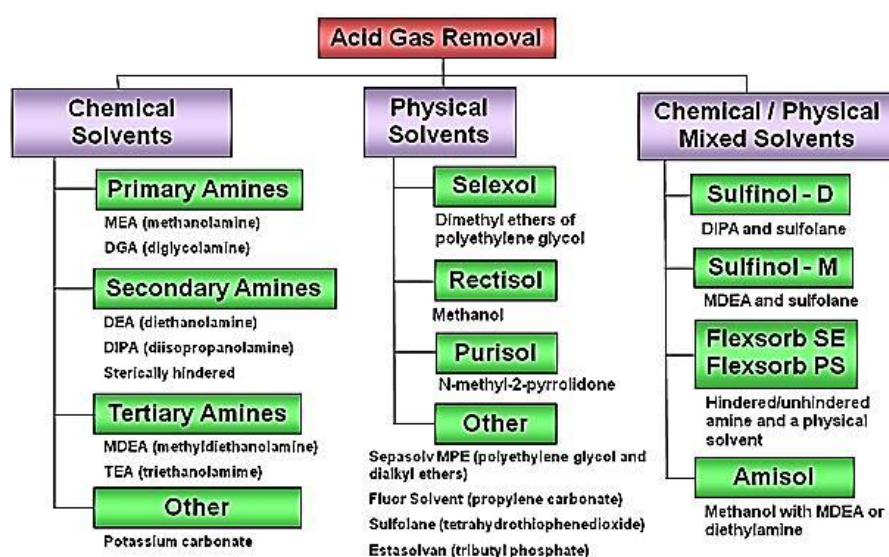 Acid Gas Removal
Chemical
Solvents
Primary Amines
MEA (methanolamine)
DGA (diglycolamine)
Secondary Amines
DEA (diethanolamine)
DIPA (diisopropanolamine)
Sterically hindered
Tertiary Amines
MDEA (methyldiethanolamine)
TEA (triethanolamime)
Other
Potassium carbonate
Physical
Solvents
Selexol
Dimethyl ethers of
polyethylene glycol
Rectisol
Methanol
Purisol
N-methyl-2-pyrrolidone
Other
Sepasolv MPE (polyethylene glycol and
dialkyl ethers)
Fluor Solvent (propylene carbonate)
Sulfolane (tetrahydrothiophenedioxide)
Estasolvan (tributyl phosphate)
Chemical / Physical
Mixed Solvents
Sulfinol - D
DIPA and sulfolane
Sulfinol - M
MDEA and sulfolane
Flexsorb SE
Flexsorb PS
Hindered/unhindered
amine and a physical
solvent
Amisol
Methanol with MDEA or
diethylamine